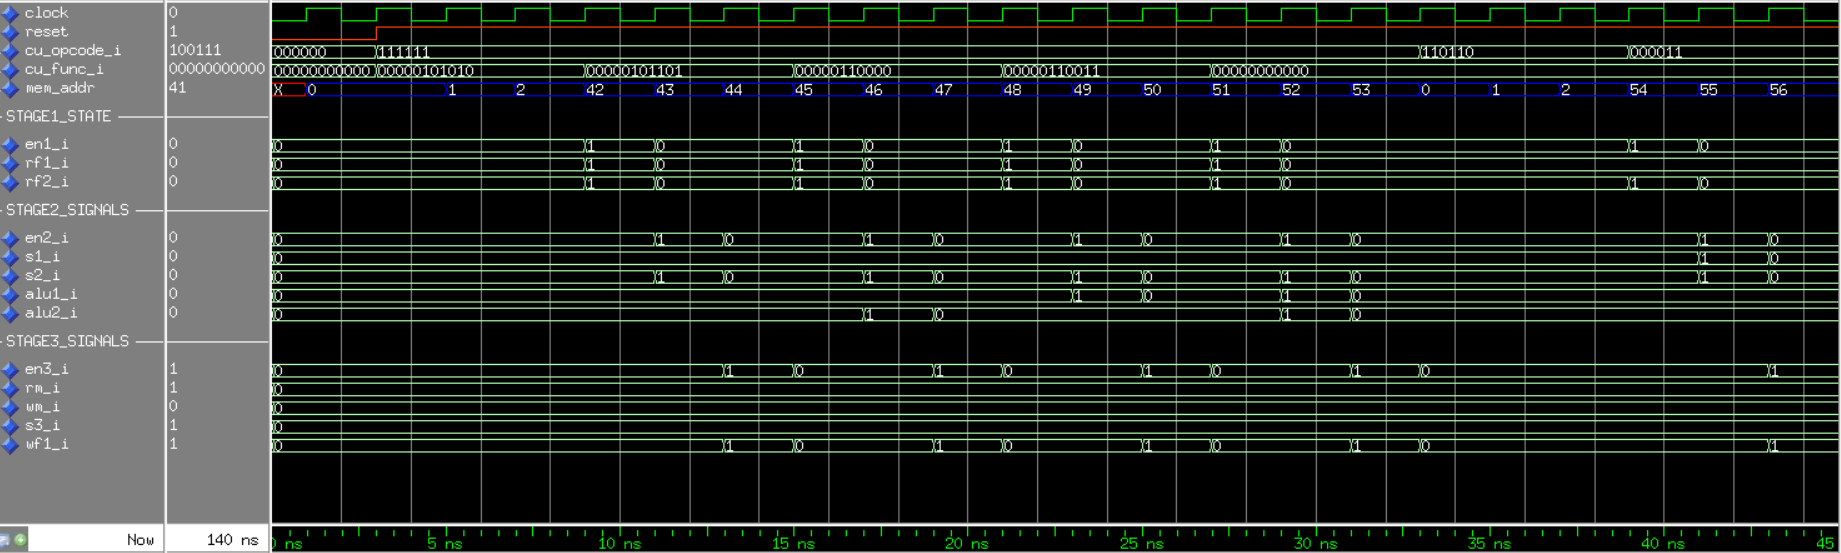 clock 0
reset 1
cu_opcode_i 100111 000000 111111 110110 000011
cu_func_i 00000000000 00000000000 00000101010 00000101101 00000110000 00000110011 00000000000
mem_addr 41 X 0 1 2 42 43 44 45 46 47 48 49 50 51 52 53 0 1 2 54 55 56
STAGE1_STATE
en1_i 0 0 1 0 1 0 1 0 1 0 1 0
rf1_i 0 0 1 0 1 0 1 0 1 0
rf2_i 0 0 1 0 1 0 1 0 1 0 1 0
STAGE2_SIGNALS
en2_i 0 0 1 0 1 0 1 0 1 0 1 0
s1_i 0 0 1 0
s2_i 0 0 1 0 1 0 1 0 1 0 1 0
alu1_i 0 0 1 0 1 0
alu2_i 0 0 1 0 1 0
STAGE3_SIGNALS
en3_i 1 0 1 0 1 0 1 0 1 0 1
rm_i 1 0
wm_i 0 0
s3_i 1 0
wf1_i 1 0 1 0 1 0 1 0 1 0 1
Now 140 ns ns 5 ns 10 ns 15 ns 20 ns 25 ns 30 ns 35 ns 40 ns 45